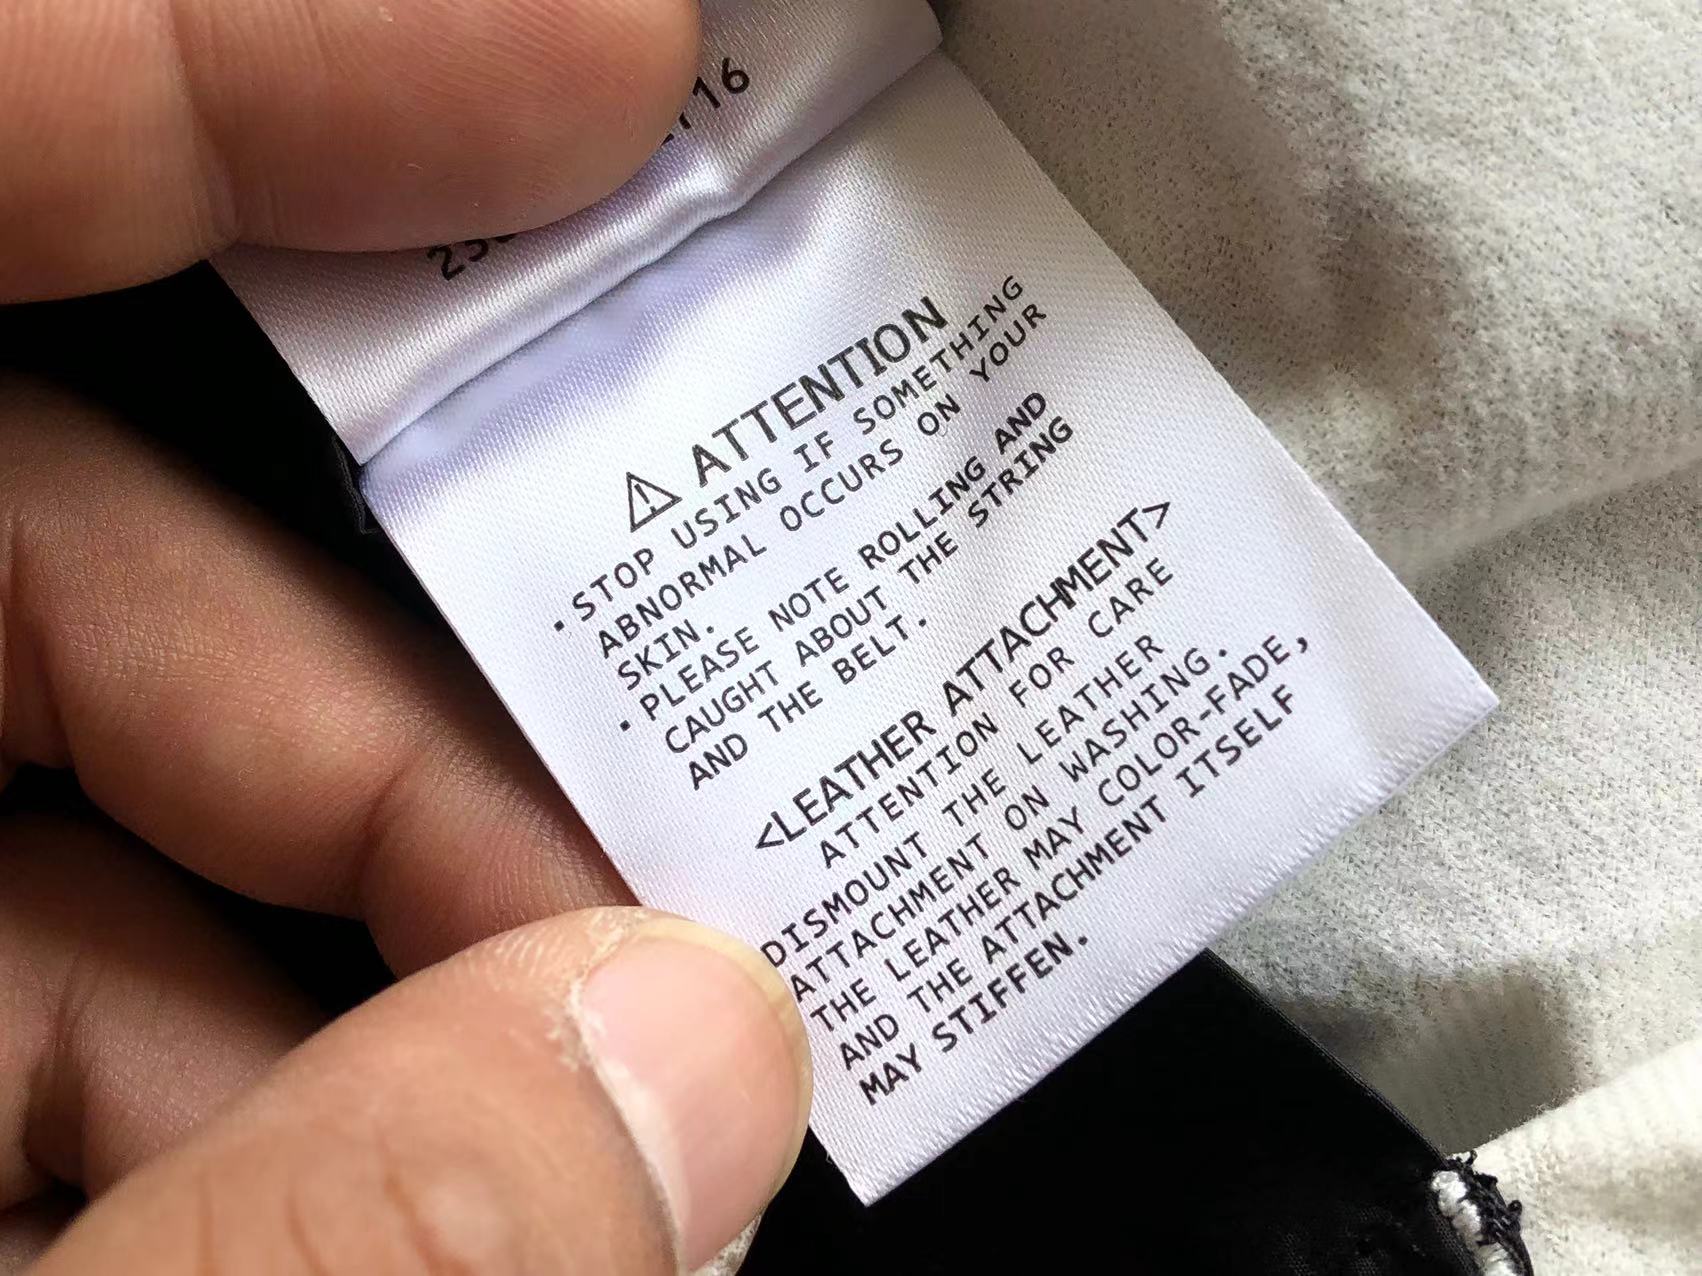 16
⚠ ATTENTION
・STOP USING IF SOMETHING
ABNORMAL OCCURS ON YOUR
SKIN.
・PLEASE NOTE ROLLING AND
CAUGHT ABOUT THE STRING
AND THE BELT.
<LEATHER ATTACHMENT>
ATTENTION FOR CARE
DISMOUNT THE LEATHER
ATTACHMENT ON WASHING.
THE LEATHER MAY COLOR-FADE,
AND THE ATTACHMENT ITSELF
MAY STIFFEN.